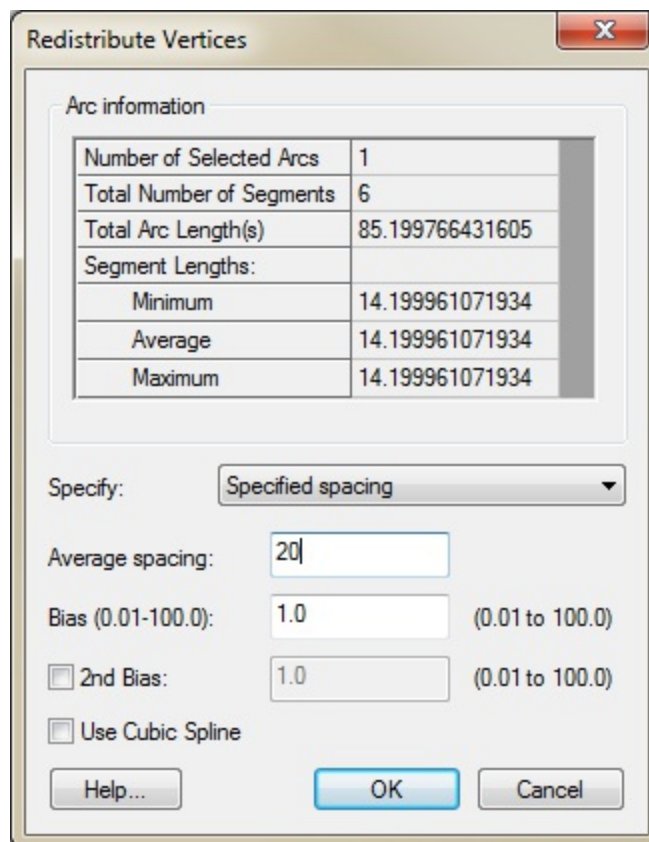 Redistribute Vertices
Arc information
Number of Selected Arcs 1
Total Number of Segments 6
Total Arc Length(s) 85.199766431605
Segment Lengths:
Minimum 14.199961071934
Average 14.199961071934
Maximum 14.199961071934
Specify: Specified spacing
Average spacing: 20
Bias (0.01-100.0): 1.0 (0.01 to 100.0)
2nd Bias: 1.0 (0.01 to 100.0)
Use Cubic Spline
Help... OK Cancel